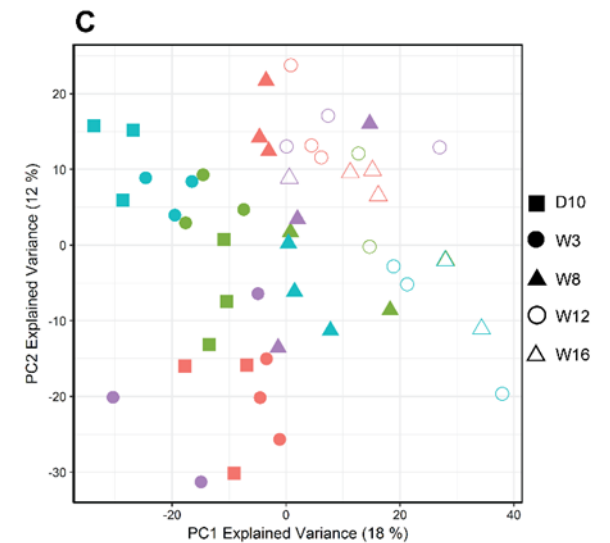 C
20
10
0
-10
-20
-30
PC2 Explained Variance (12 %)
-20
0
20
40
PC1 Explained Variance (18 %)
D10
W3
W8
W12
W16